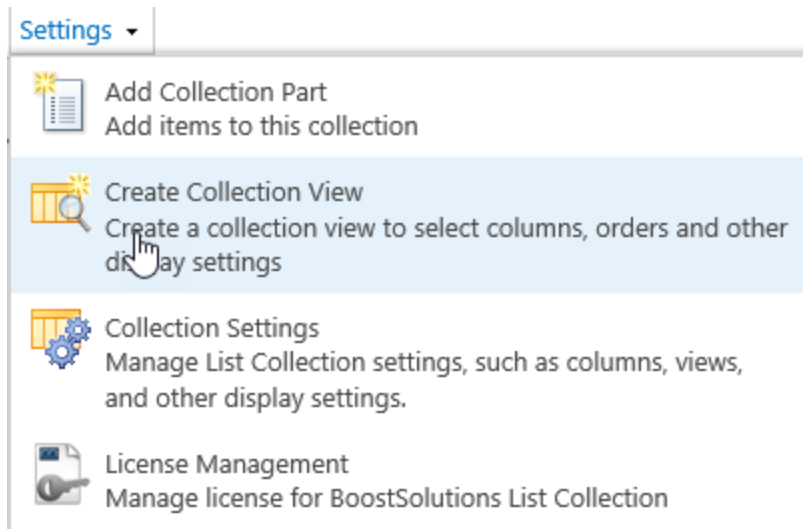 Settings
Add Collection Part
Add items to this collection
Create Collection View
Create a collection view to select columns, orders and other
display settings
Collection Settings
Manage List Collection settings, such as columns, views,
and other display settings.
License Management
Manage license for BoostSolutions List Collection